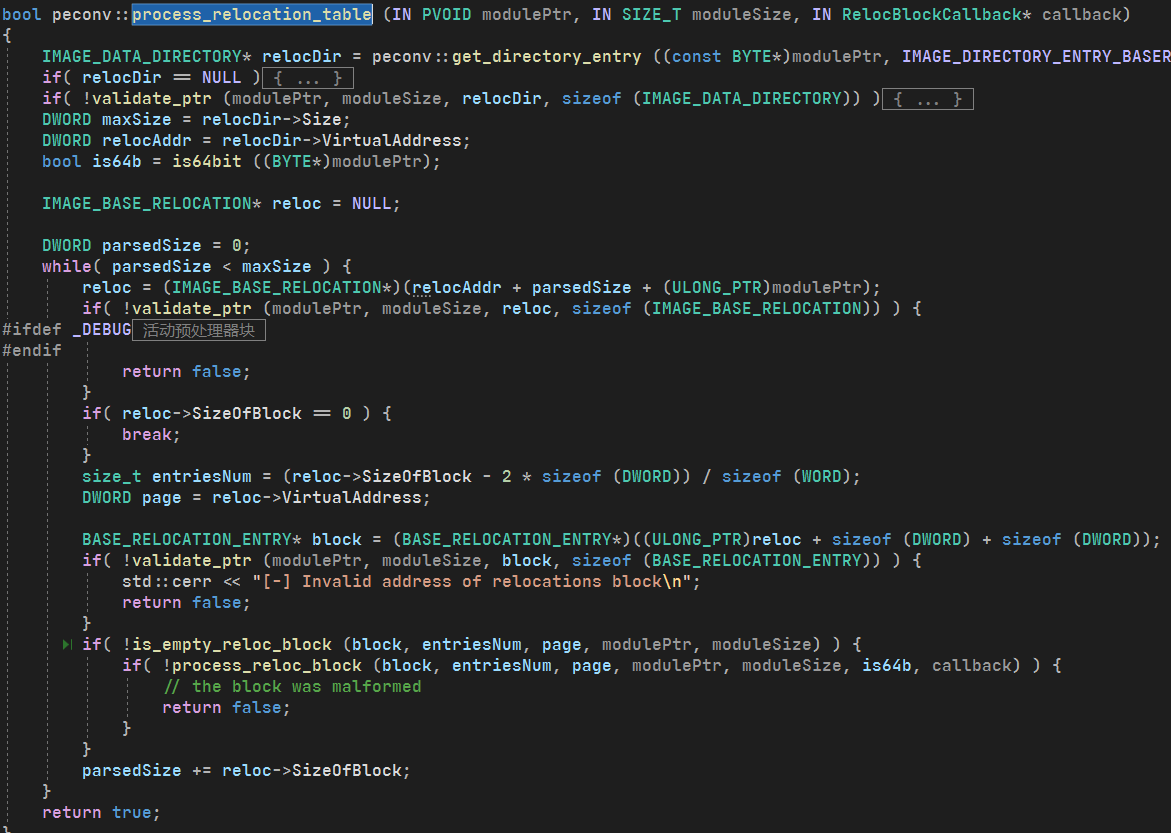 bool peconv::process_relocation_table (IN PVOID modulePtr, IN SIZE_T moduleSize, IN RelocBlockCallback* callback)
{
    IMAGE_DATA_DIRECTORY* relocDir = peconv::get_directory_entry ((const BYTE*)modulePtr, IMAGE_DIRECTORY_ENTRY_BASER
    if( relocDir == NULL ){ ... }
    if( !validate_ptr (modulePtr, moduleSize, relocDir, sizeof (IMAGE_DATA_DIRECTORY)) ){ ... }
    DWORD maxSize = relocDir->Size;
    DWORD relocAddr = relocDir->VirtualAddress;
    bool is64b = is64bit ((BYTE*)modulePtr);
    IMAGE_BASE_RELOCATION* reloc = NULL;
    DWORD parsedSize = 0;
    while( parsedSize < maxSize ) {
        reloc = (IMAGE_BASE_RELOCATION*)(relocAddr + parsedSize + (ULONG_PTR)modulePtr);
        if( !validate_ptr (modulePtr, moduleSize, reloc, sizeof (IMAGE_BASE_RELOCATION)) ) {
#ifdef _DEBUG 活动预处理器块
#endif
            return false;
        }
        if( reloc->SizeOfBlock == 0 ) {
            break;
        }
        size_t entriesNum = (reloc->SizeOfBlock - 2 * sizeof (DWORD)) / sizeof (WORD);
        DWORD page = reloc->VirtualAddress;
        BASE_RELOCATION_ENTRY* block = (BASE_RELOCATION_ENTRY*)((ULONG_PTR)reloc + sizeof (DWORD) + sizeof (DWORD));
        if( !validate_ptr (modulePtr, moduleSize, block, sizeof (BASE_RELOCATION_ENTRY)) ) {
            std::cerr << "[-] Invalid address of relocations block\n";
            return false;
        }
        if( !is_empty_reloc_block (block, entriesNum, page, modulePtr, moduleSize) ) {
            if( !process_reloc_block (block, entriesNum, page, modulePtr, moduleSize, is64b, callback) ) {
                // the block was malformed
                return false;
            }
        }
        parsedSize += reloc->SizeOfBlock;
    }
    return true;
}